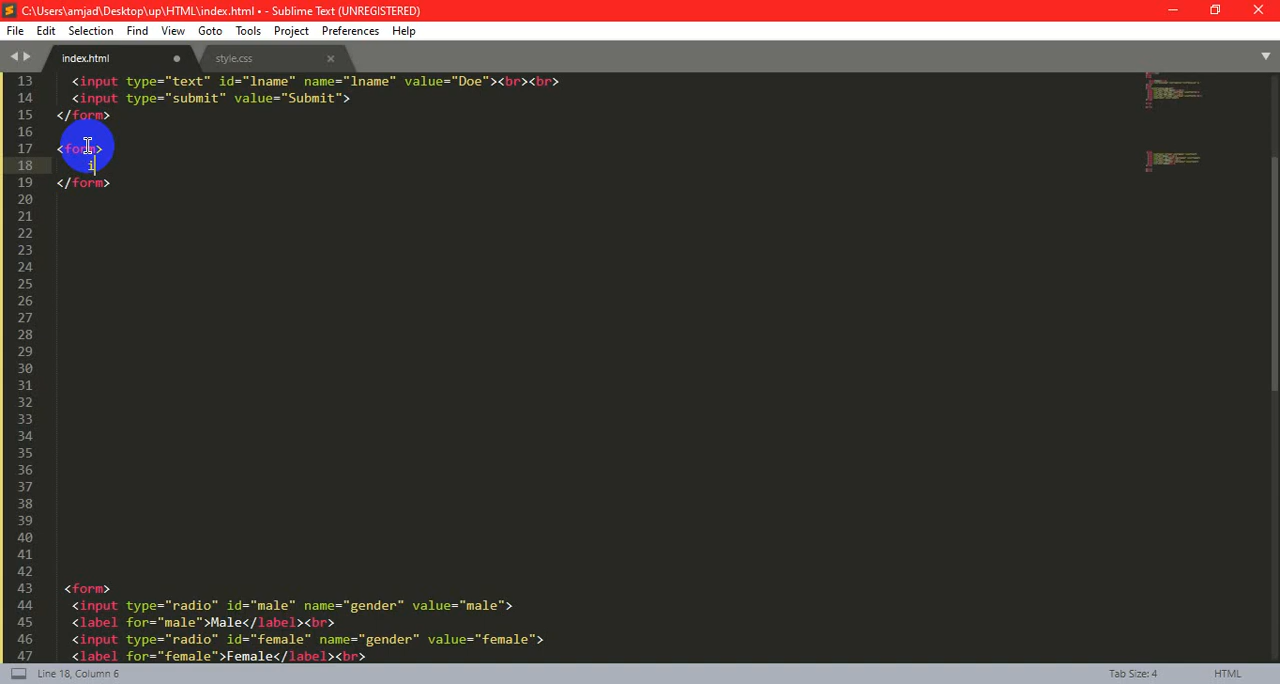 C:\Users\amjad\Desktop\up\HTML\index.html • - Sublime Text (UNREGISTERED)
File Edit Selection Find View Goto Tools Project Preferences Help
index.html style.css
13 <input type="text" id="lname" name="lname" value="Doe"><br><br>
14 <input type="submit" value="Submit">
15 </form>
16
17 <form>
18 i
19 </form>
20
21
22
23
24
25
26
27
28
29
30
31
32
33
34
35
36
37
38
39
40
41
42
43 <form>
44 <input type="radio" id="male" name="gender" value="male">
45 <label for="male">Male</label><br>
46 <input type="radio" id="female" name="gender" value="female">
47 <label for="female">Female</label><br>
Line 18, Column 6 Tab Size: 4 HTML